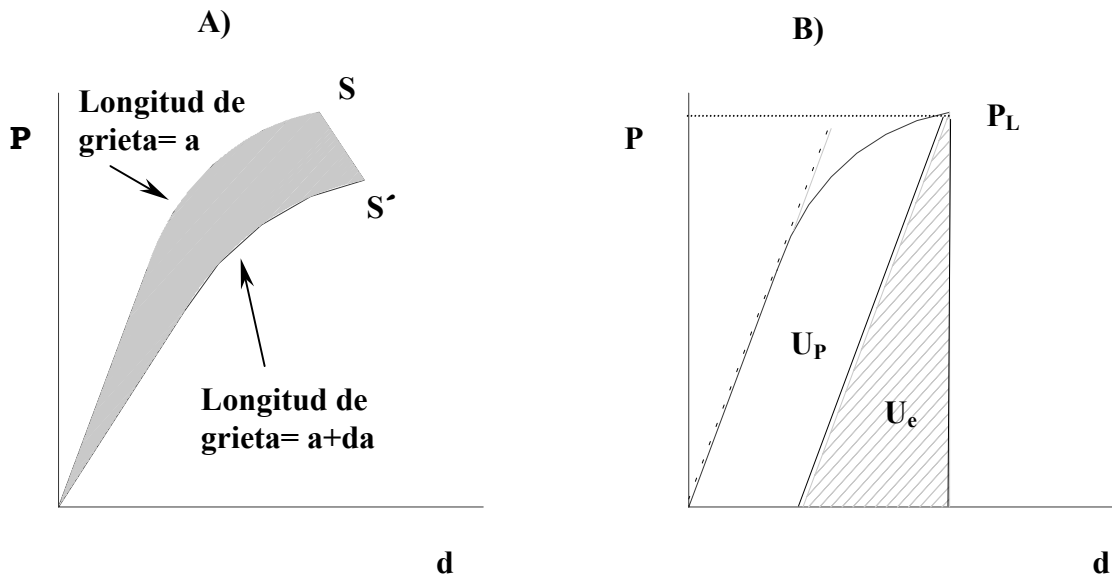 A)
P
Longitud de
grieta= a
S
S´
Longitud de
grieta= a+da
d
B)
P
P_L
U_P
U_e
d